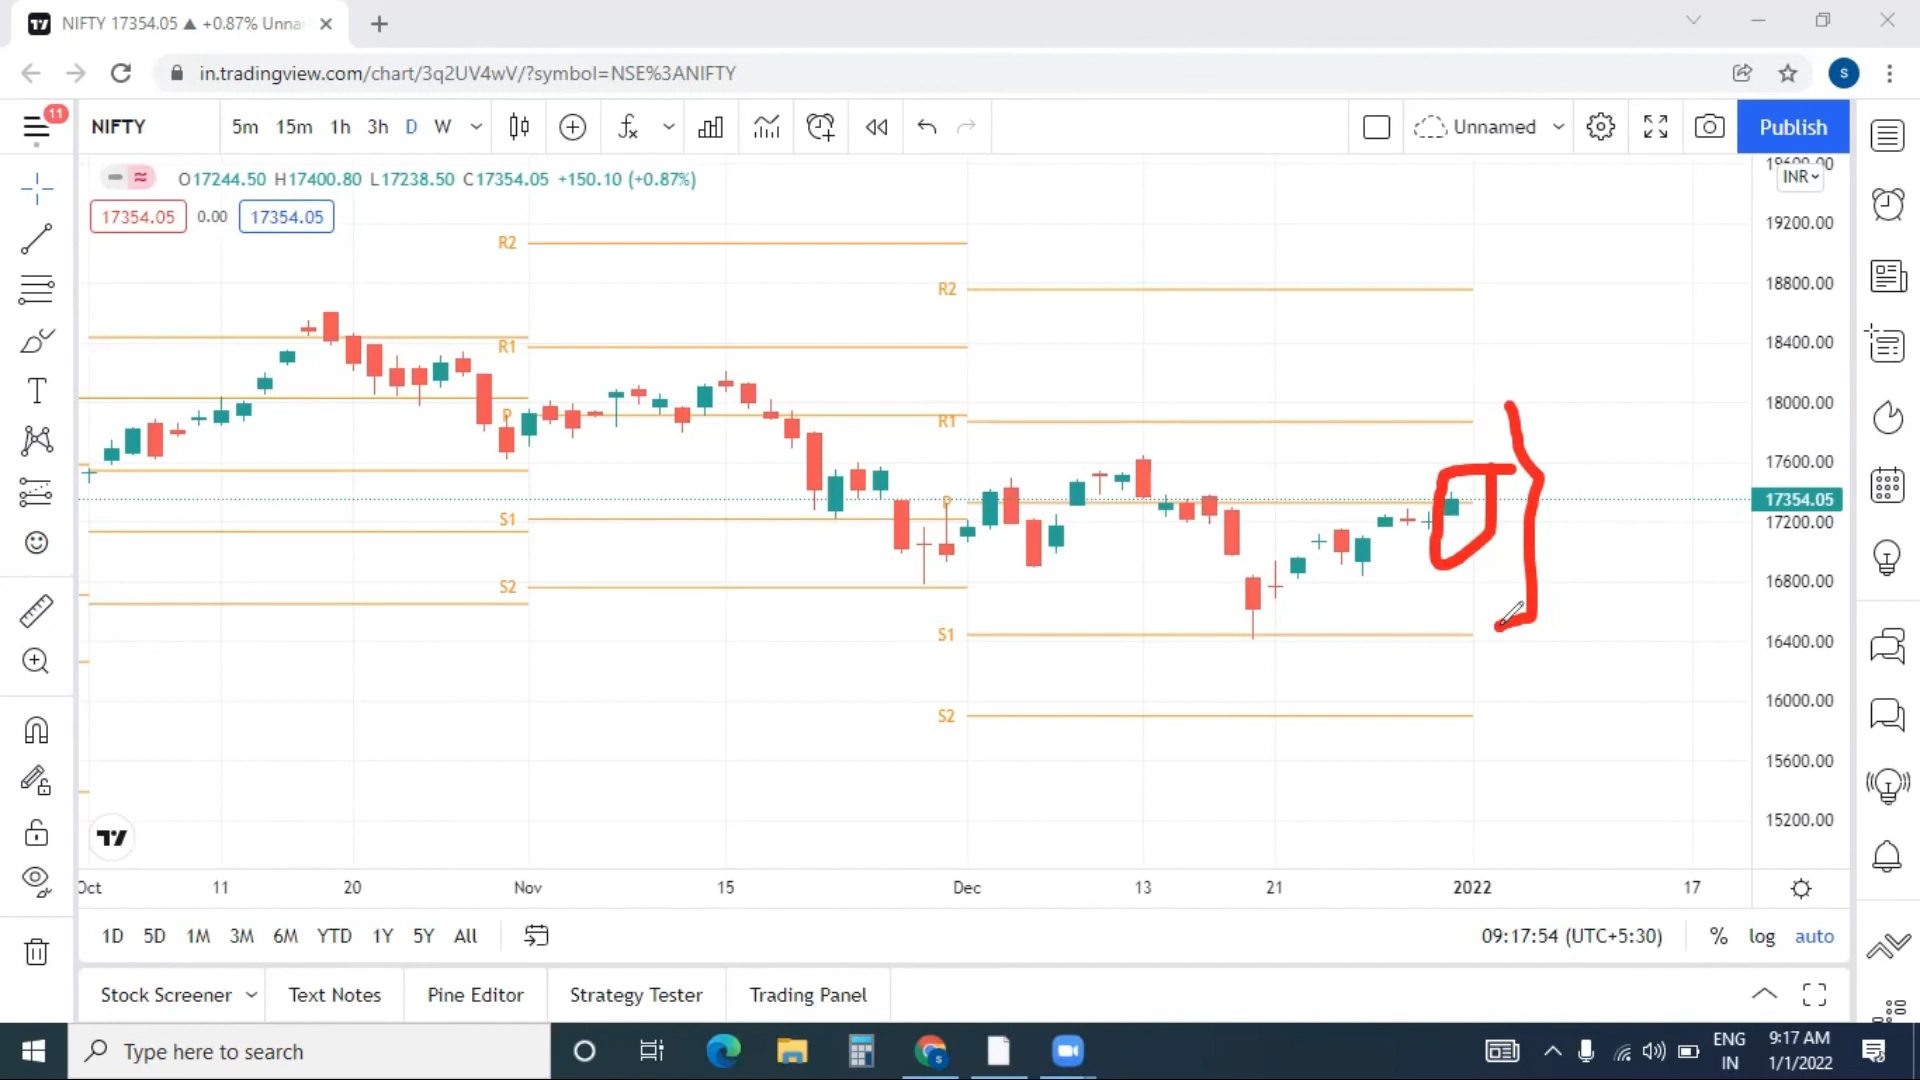 NIFTY 17354.05 ▲ +0.87% Unna
in.tradingview.com/chart/3q2UV4wV/?symbol=NSE%3ANIFTY
S
11
NIFTY
5m 15m 1h 3h D W
Unnamed
Publish
O17244.50 H17400.80 L17238.50 C17354.05 +150.10 (+0.87%)
17354.05 0.00 17354.05
INR
19600.00
19200.00
18800.00
18400.00
18000.00
17600.00
17354.05
17200.00
16800.00
16400.00
16000.00
15600.00
15200.00
R2
R1
P
S1
S2
R2
R1
P
S1
S2
Oct 11 20 Nov 15 Dec 13 21 2022 17
1D 5D 1M 3M 6M YTD 1Y 5Y All
09:17:54 (UTC+5:30) % log auto
Stock Screener Text Notes Pine Editor Strategy Tester Trading Panel
Type here to search
ENG
IN
9:17 AM
1/1/2022